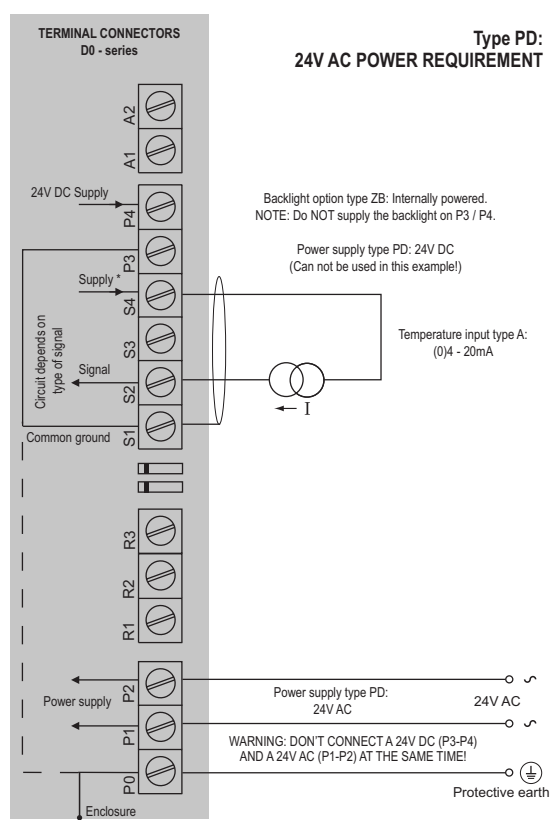 TERMINAL CONNECTORS
D0 - series
Type PD:
24V AC POWER REQUIREMENT
A2
A1
24V DC Supply
P4
Backlight option type ZB: Internally powered.
NOTE: Do NOT supply the backlight on P3 / P4.
P3
Power supply type PD: 24V DC
(Can not be used in this example!)
Supply *
S4
Temperature input type A:
(0)4 - 20mA
S3
Circuit depends on
type of signal
Signal
S2
I
Common ground
S1
R3
R2
R1
P2
Power supply
Power supply type PD:
24V AC
24V AC
P1
WARNING: DON'T CONNECT A 24V DC (P3-P4)
AND A 24V AC (P1-P2) AT THE SAME TIME!
P0
Protective earth
Enclosure